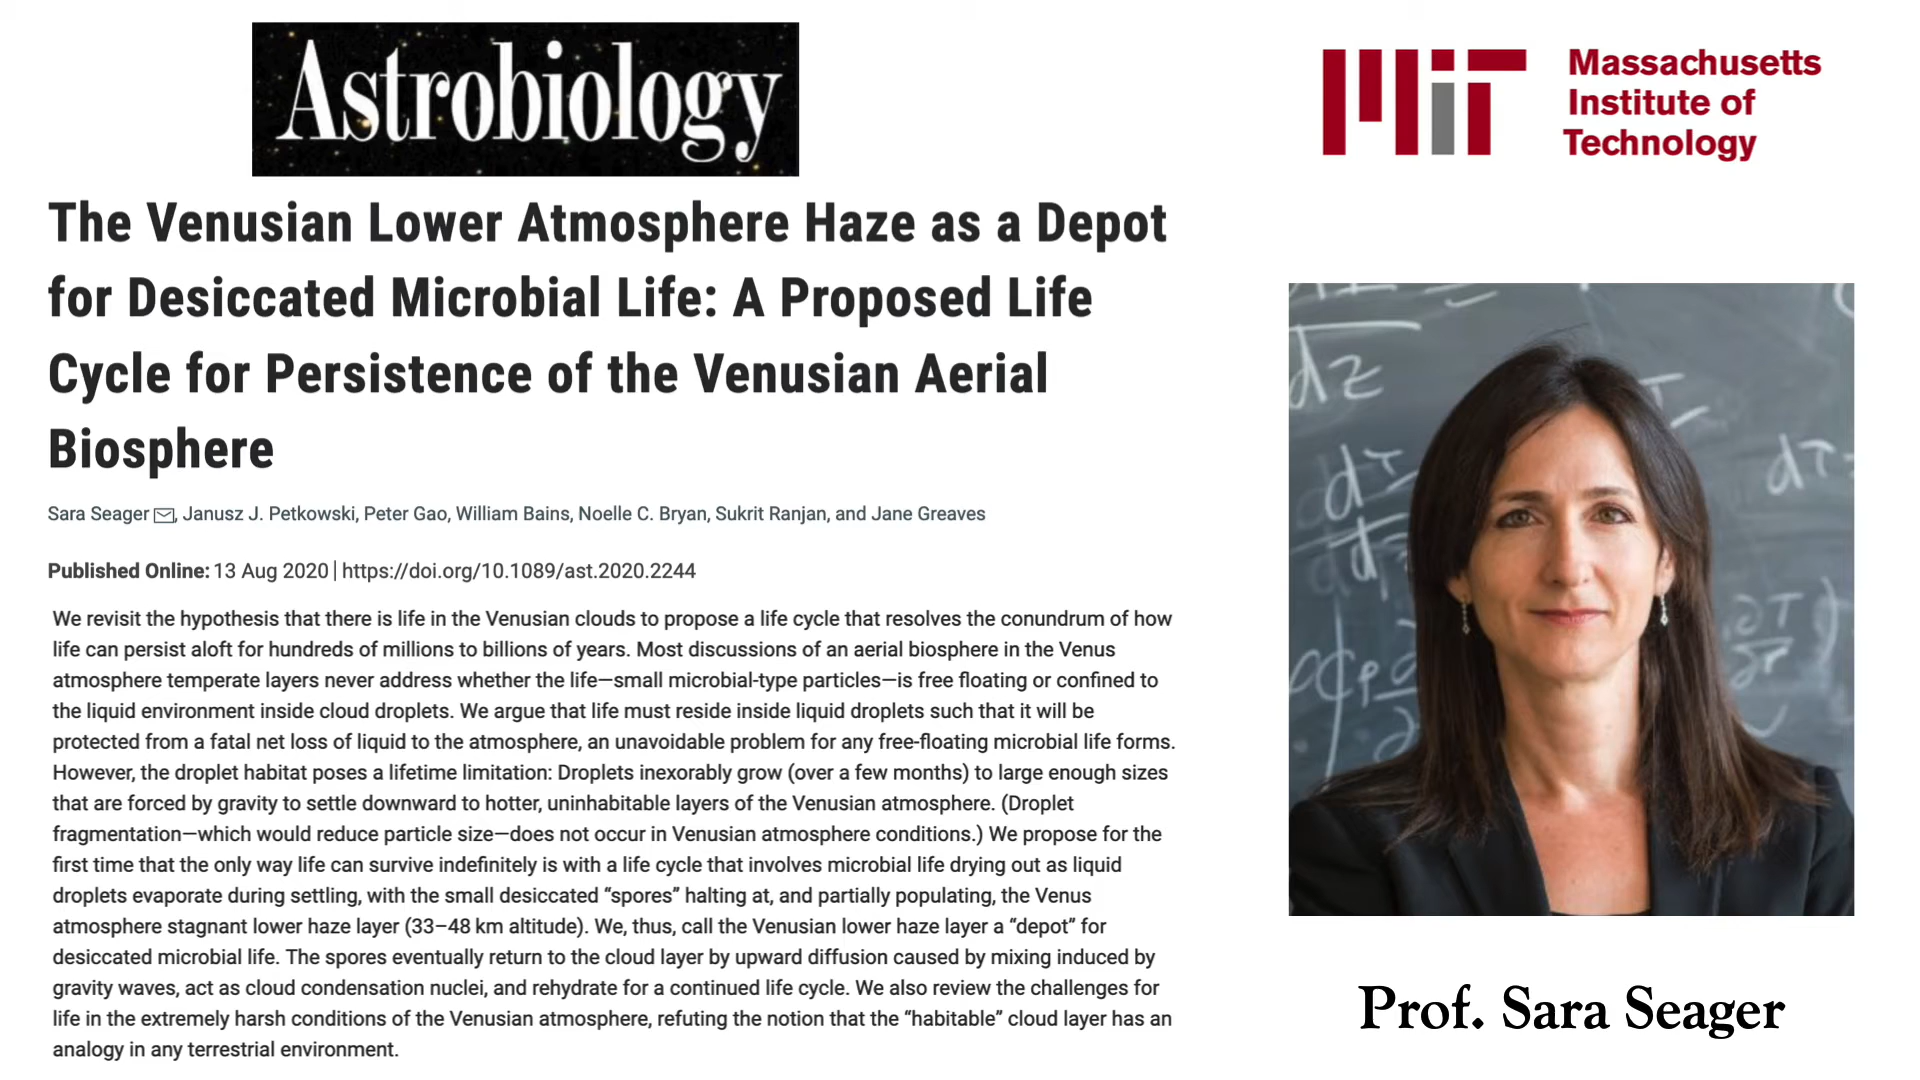 Astrobiology
MiT Massachusetts
Institute of
Technology
The Venusian Lower Atmosphere Haze as a Depot
for Desiccated Microbial Life: A Proposed Life
Cycle for Persistence of the Venusian Aerial
Biosphere
Sara Seager, Janusz J. Petkowski, Peter Gao, William Bains, Noelle C. Bryan, Sukrit Ranjan, and Jane Greaves
Published Online: 13 Aug 2020 | https://doi.org/10.1089/ast.2020.2244
We revisit the hypothesis that there is life in the Venusian clouds to propose a life cycle that resolves the conundrum of how
life can persist aloft for hundreds of millions to billions of years. Most discussions of an aerial biosphere in the Venus
atmosphere temperate layers never address whether the life—small microbial-type particles—is free floating or confined to
the liquid environment inside cloud droplets. We argue that life must reside inside liquid droplets such that it will be
protected from a fatal net loss of liquid to the atmosphere, an unavoidable problem for any free-floating microbial life forms.
However, the droplet habitat poses a lifetime limitation: Droplets inexorably grow (over a few months) to large enough sizes
that are forced by gravity to settle downward to hotter, uninhabitable layers of the Venusian atmosphere. (Droplet
fragmentation—which would reduce particle size—does not occur in Venusian atmosphere conditions.) We propose for the
first time that the only way life can survive indefinitely is with a life cycle that involves microbial life drying out as liquid
droplets evaporate during settling, with the small desiccated “spores” halting at, and partially populating, the Venus
atmosphere stagnant lower haze layer (33–48 km altitude). We, thus, call the Venusian lower haze layer a “depot” for
desiccated microbial life. The spores eventually return to the cloud layer by upward diffusion caused by mixing induced by
gravity waves, act as cloud condensation nuclei, and rehydrate for a continued life cycle. We also review the challenges for
life in the extremely harsh conditions of the Venusian atmosphere, refuting the notion that the “habitable” cloud layer has an
analogy in any terrestrial environment.
dz
dT
dT
∂T
Prof. Sara Seager